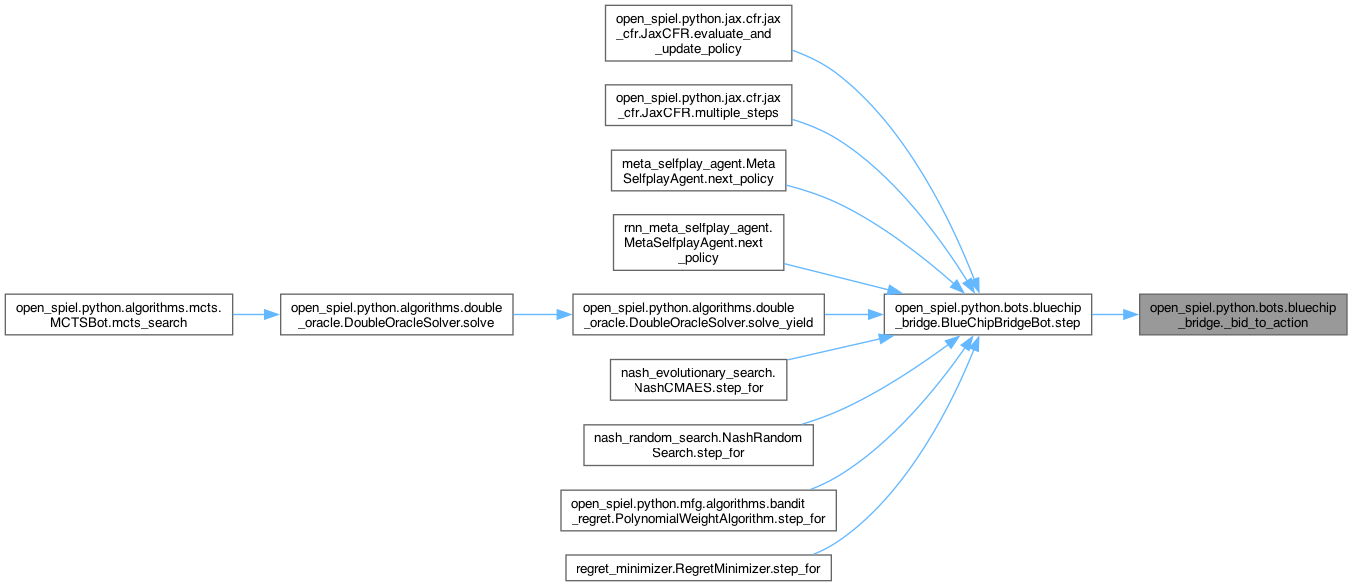 open_spiel.python.jax.cfr.jax
_cfr.JaxCFR.evaluate_and
_update_policy
open_spiel.python.jax.cfr.jax
_cfr.JaxCFR.multiple_steps
meta_selfplay_agent.Meta
SelfplayAgent.next_policy
rnn_meta_selfplay_agent.
MetaSelfplayAgent.next
_policy
open_spiel.python.algorithms.mcts.
MCTSBot.mcts_search
open_spiel.python.algorithms.double
_oracle.DoubleOracleSolver.solve
open_spiel.python.algorithms.double
_oracle.DoubleOracleSolver.solve_yield
open_spiel.python.bots.bluechip
_bridge.BlueChipBridgeBot.step
open_spiel.python.bots.bluechip
_bridge._bid_to_action
nash_evolutionary_search.
NashCMAES.step_for
nash_random_search.NashRandom
Search.step_for
open_spiel.python.mfg.algorithms.bandit
_regret.PolynomialWeightAlgorithm.step_for
regret_minimizer.RegretMinimizer.step_for